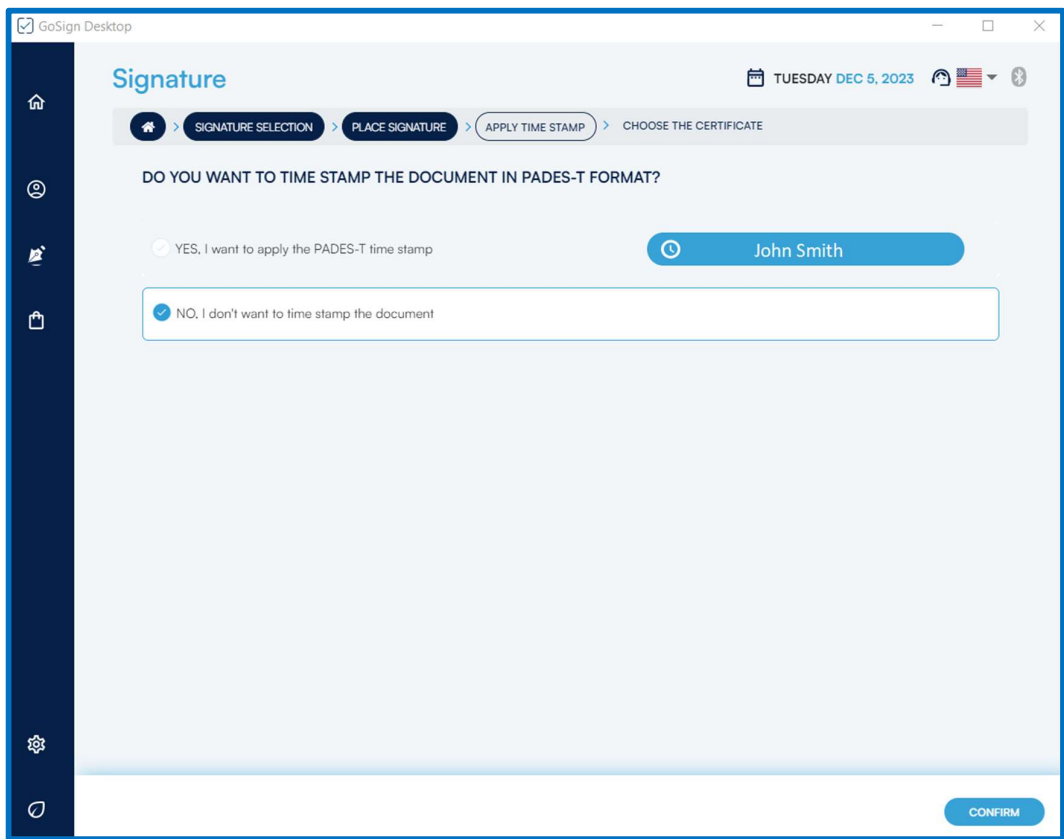 GoSign Desktop
Signature
TUESDAY DEC 5, 2023
SIGNATURE SELECTION > PLACE SIGNATURE > APPLY TIME STAMP > CHOOSE THE CERTIFICATE
DO YOU WANT TO TIME STAMP THE DOCUMENT IN PADES-T FORMAT?
YES, I want to apply the PADES-T time stamp
John Smith
NO, I don't want to time stamp the document
CONFIRM